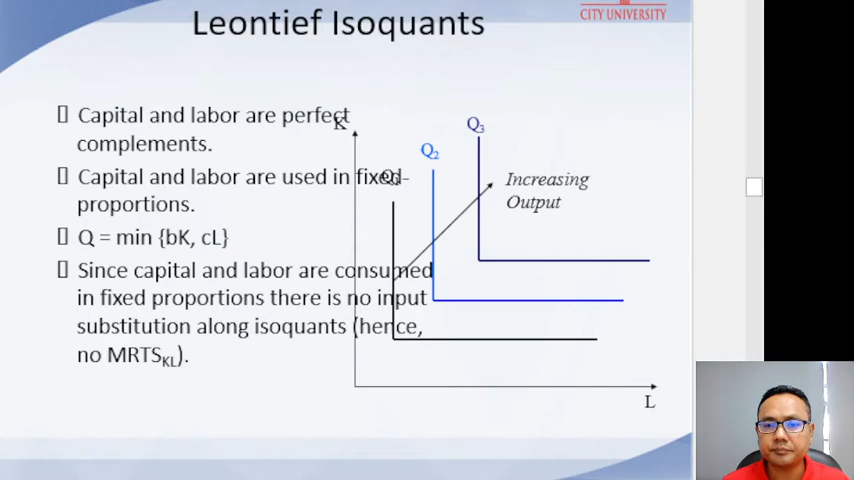 CITY UNIVERSITY
Leontief Isoquants
Capital and labor are perfect
complements.
Capital and labor are used in fixed-
proportions.
Q = min {bK, cL}
Since capital and labor are consumed
in fixed proportions there is no input
substitution along isoquants (hence,
no MRTSKL).
K
Q3
Q2
Q1
Increasing
Output
L